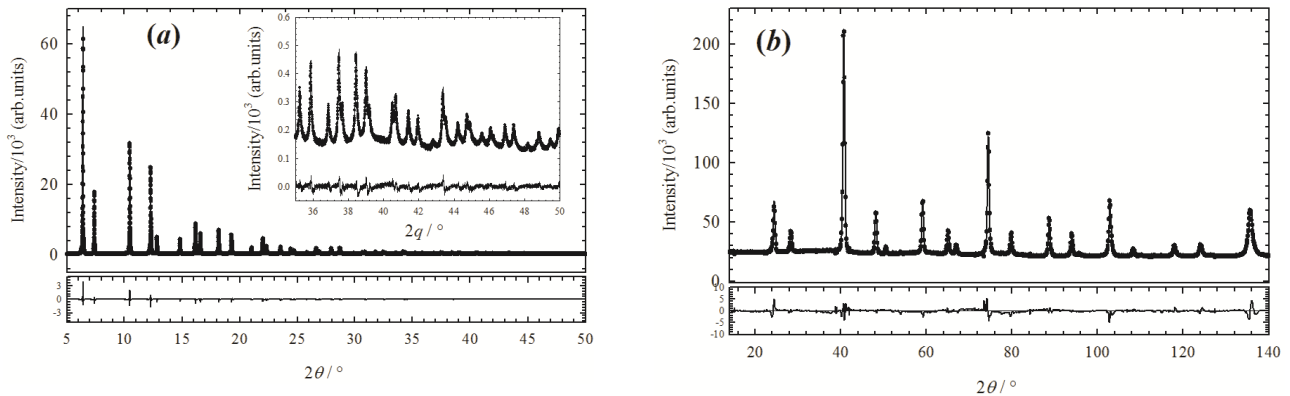 (a)
Intensity/10³ (arb.units)
60
40
20
0
Intensity/10³ (arb.units)
0.6
0.5
0.4
0.3
0.2
0.1
0.0
36 38 40 42 44 46 48 50
2q / °
3
0
-3
5 10 15 20 25 30 35 40 45 50
2θ / °
(b)
Intensity/10³ (arb.units)
200
150
100
50
0
10
5
0
-5
-10
20 40 60 80 100 120 140
2θ / °